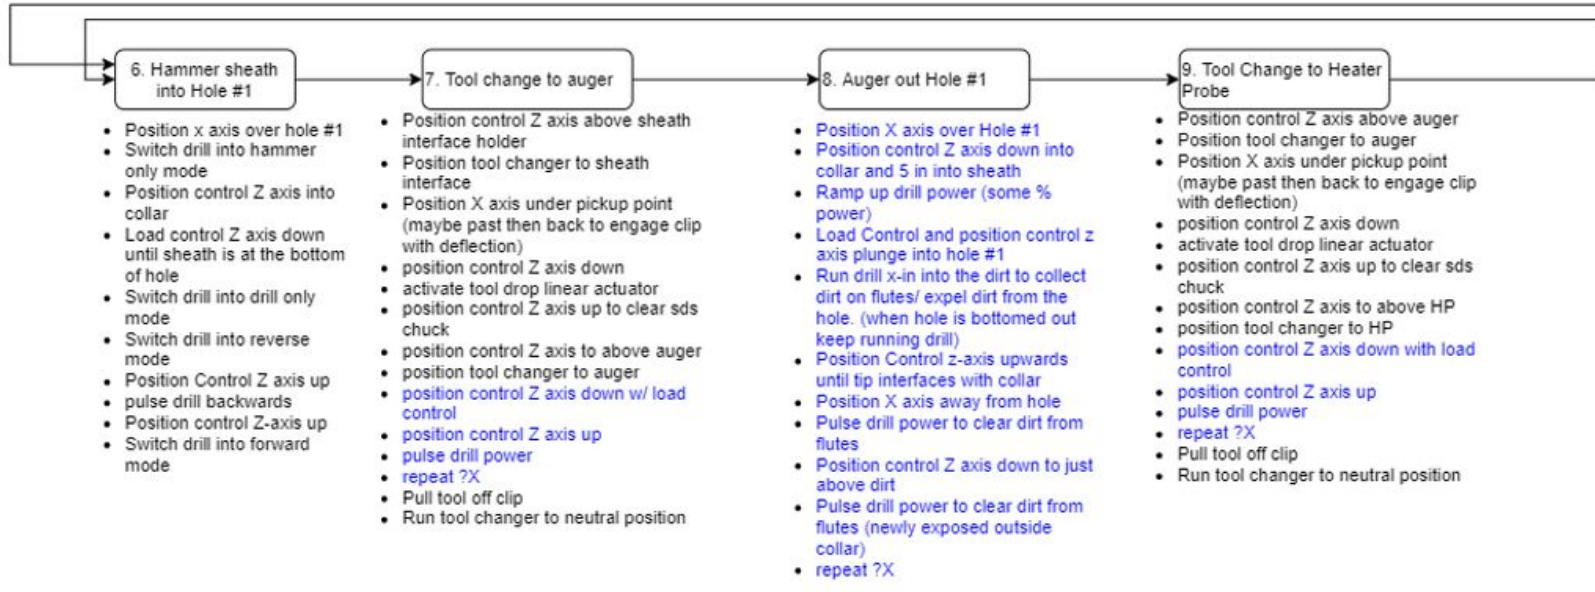 6. Hammer sheath
into Hole #1
• Position x axis over hole #1
• Switch drill into hammer
only mode
• Position control Z axis into
collar
• Load control Z axis down
until sheath is at the bottom
of hole
• Switch drill into drill only
mode
• Switch drill into reverse
mode
• Position Control Z axis up
• pulse drill backwards
• Position control Z-axis up
• Switch drill into forward
mode
7. Tool change to auger
• Position control Z axis above sheath
interface holder
• Position tool changer to sheath
interface
• Position X axis under pickup point
(maybe past then back to engage clip
with deflection)
• position control Z axis down
• activate tool drop linear actuator
• position control Z axis up to clear sds
chuck
• position control Z axis to above auger
• position tool changer to auger
• position control Z axis down w/ load
control
• position control Z axis up
• pulse drill power
• repeat ?X
• Pull tool off clip
• Run tool changer to neutral position
8. Auger out Hole #1
• Position X axis over Hole #1
• Position control Z axis down into
collar and 5 in into sheath
• Ramp up drill power (some %
power)
• Load Control and position control z
axis plunge into hole #1
• Run drill x-in into the dirt to collect
dirt on flutes/ expel dirt from the
hole. (when hole is bottomed out
keep running drill)
• Position Control z-axis upwards
until tip interfaces with collar
• Position X axis away from hole
• Pulse drill power to clear dirt from
flutes
• Position control Z axis down to just
above dirt
• Pulse drill power to clear dirt from
flutes (newly exposed outside
collar)
• repeat ?X
9. Tool Change to Heater
Probe
• Position control Z axis above auger
• Position tool changer to auger
• Position X axis under pickup point
(maybe past then back to engage clip
with deflection)
• position control Z axis down
• activate tool drop linear actuator
• position control Z axis up to clear sds
chuck
• position control Z axis to above HP
• position tool changer to HP
• position control Z axis down with load
control
• position control Z axis up
• pulse drill power
• repeat ?X
• Pull tool off clip
• Run tool changer to neutral position